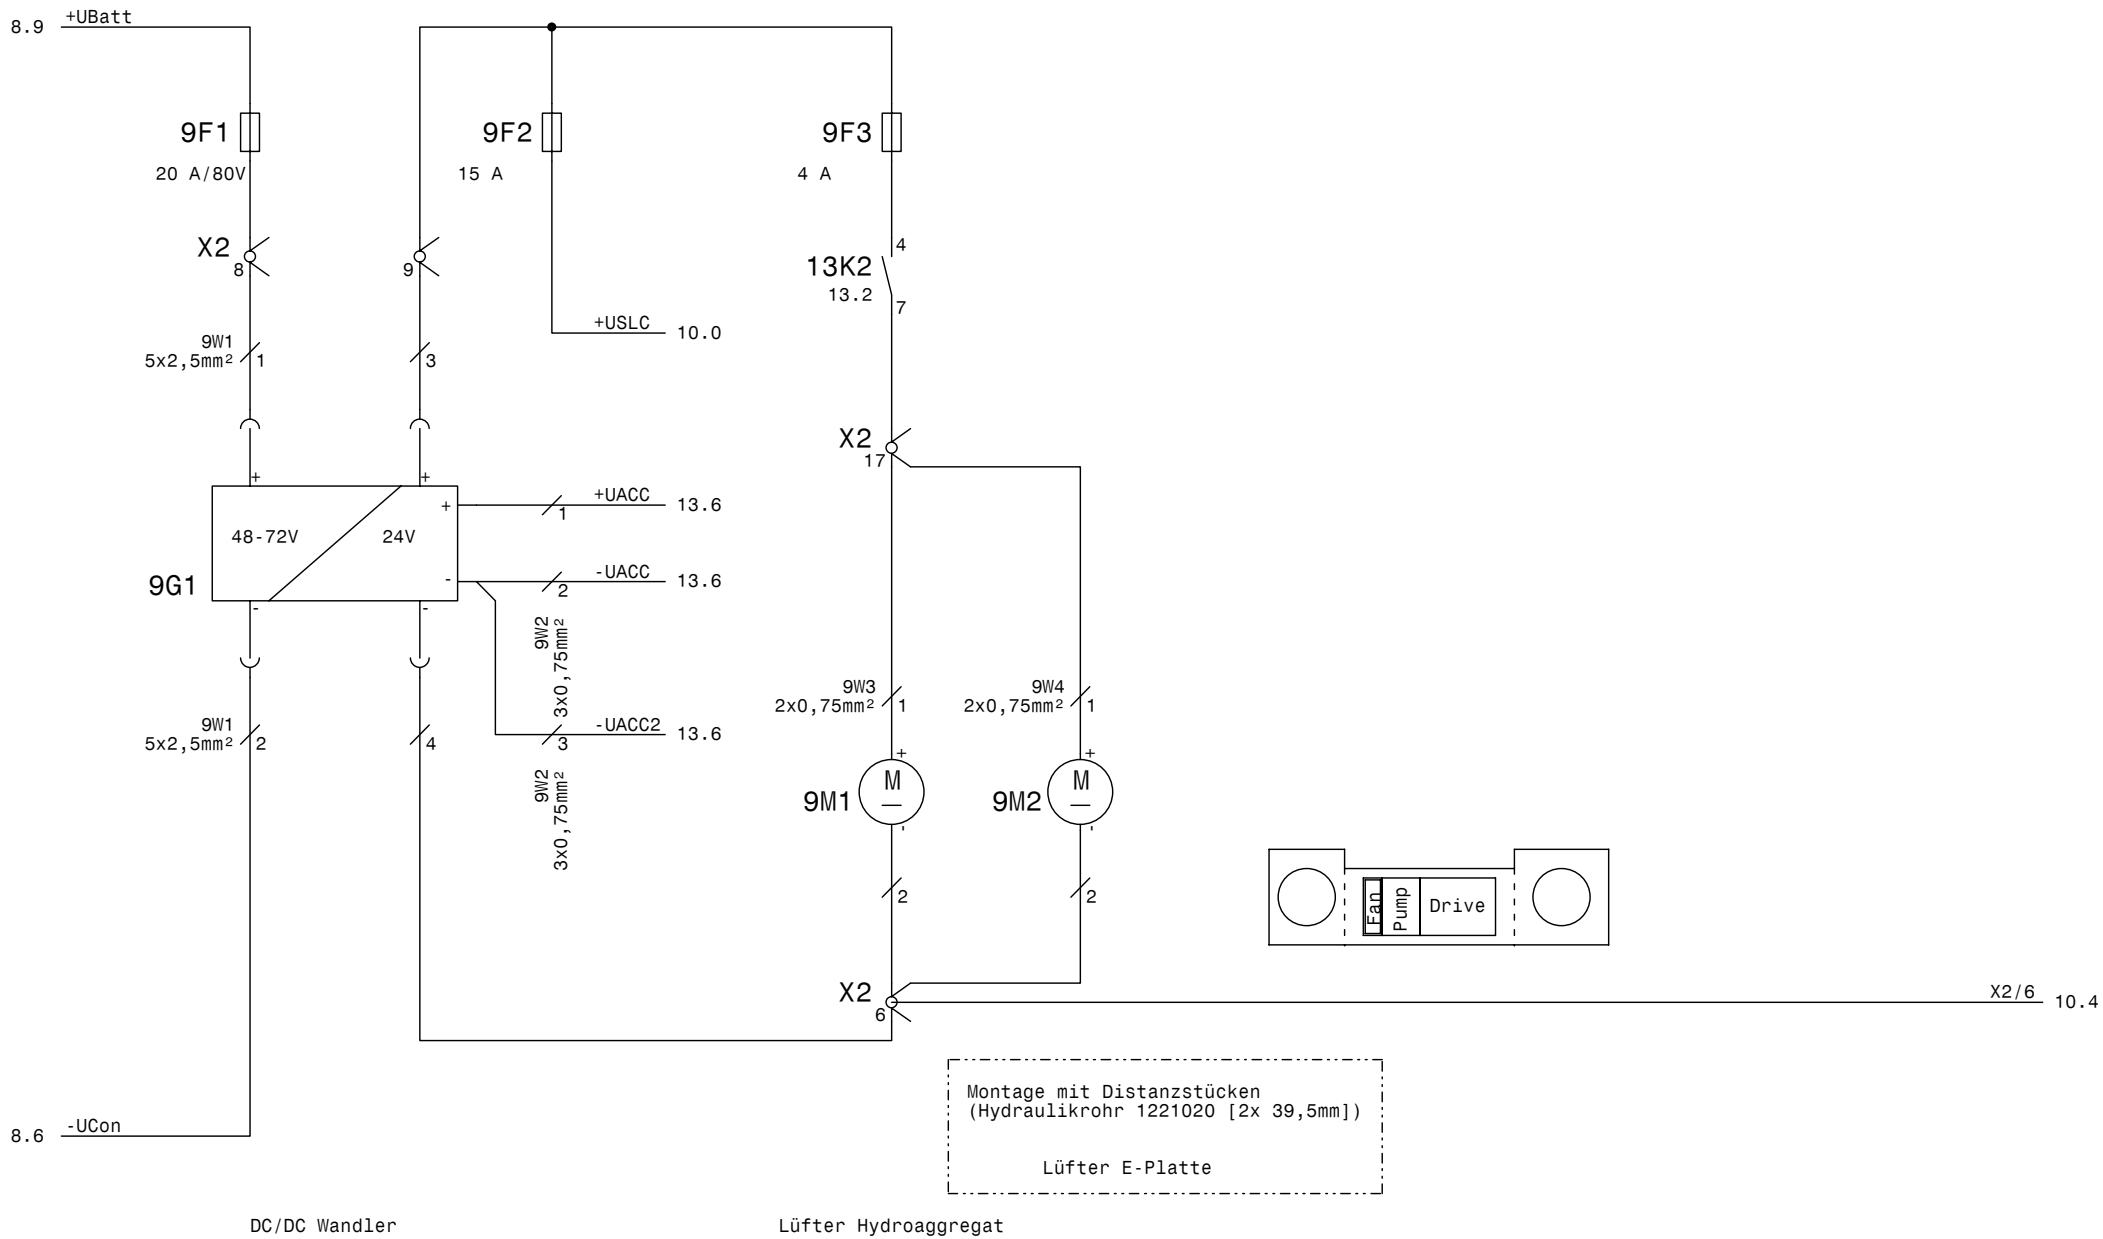 8.9 +UBatt
9F1
20 A/80V
9F2
15 A
9F3
4 A
X2
8
9
4
13K2
13.2
7
+USLC 10.0
9W1
5x2,5mm² 1
3
X2
17
+
+
48-72V
24V
+
-
9G1
-
-
1
+UACC 13.6
2
-UACC 13.6
9W2
3x0,75mm²
3
-UACC2 13.6
9W2
3x0,75mm²
9W1
5x2,5mm² 2
4
9W3
2x0,75mm² 1
9W4
2x0,75mm² 1
+
M
9M1
-
+
M
9M2
-
2
2
Fan
Pump
Drive
X2
6
X2/6 10.4
Montage mit Distanzstücken
(Hydraulikrohr 1221020 [2x 39,5mm])
Lüfter E-Platte
8.6 -UCon
DC/DC Wandler
Lüfter Hydroaggregat